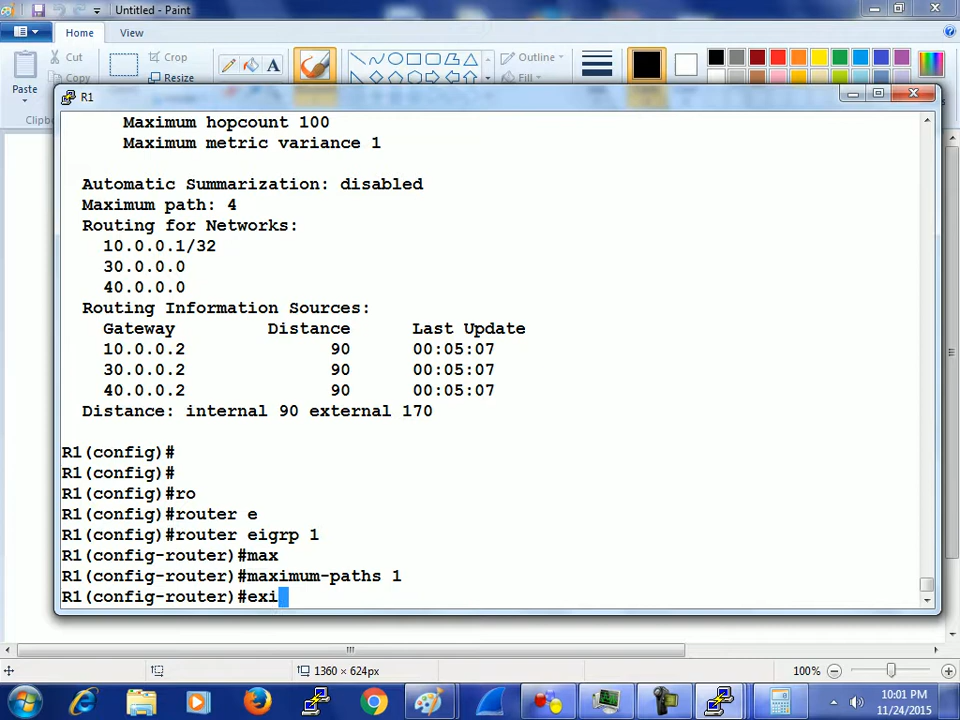 Untitled - Paint
Home
View
Cut
Copy
Paste
Crop
Resize
Outline
Fill
R1
Maximum hopcount 100
Maximum metric variance 1
Automatic Summarization: disabled
Maximum path: 4
Routing for Networks:
10.0.0.1/32
30.0.0.0
40.0.0.0
Routing Information Sources:
Gateway Distance Last Update
10.0.0.2 90 00:05:07
30.0.0.2 90 00:05:07
40.0.0.2 90 00:05:07
Distance: internal 90 external 170
R1(config)#
R1(config)#
R1(config)#ro
R1(config)#router e
R1(config)#router eigrp 1
R1(config-router)#max
R1(config-router)#maximum-paths 1
R1(config-router)#exi
1360 × 624px
100%
10:01 PM
11/24/2015